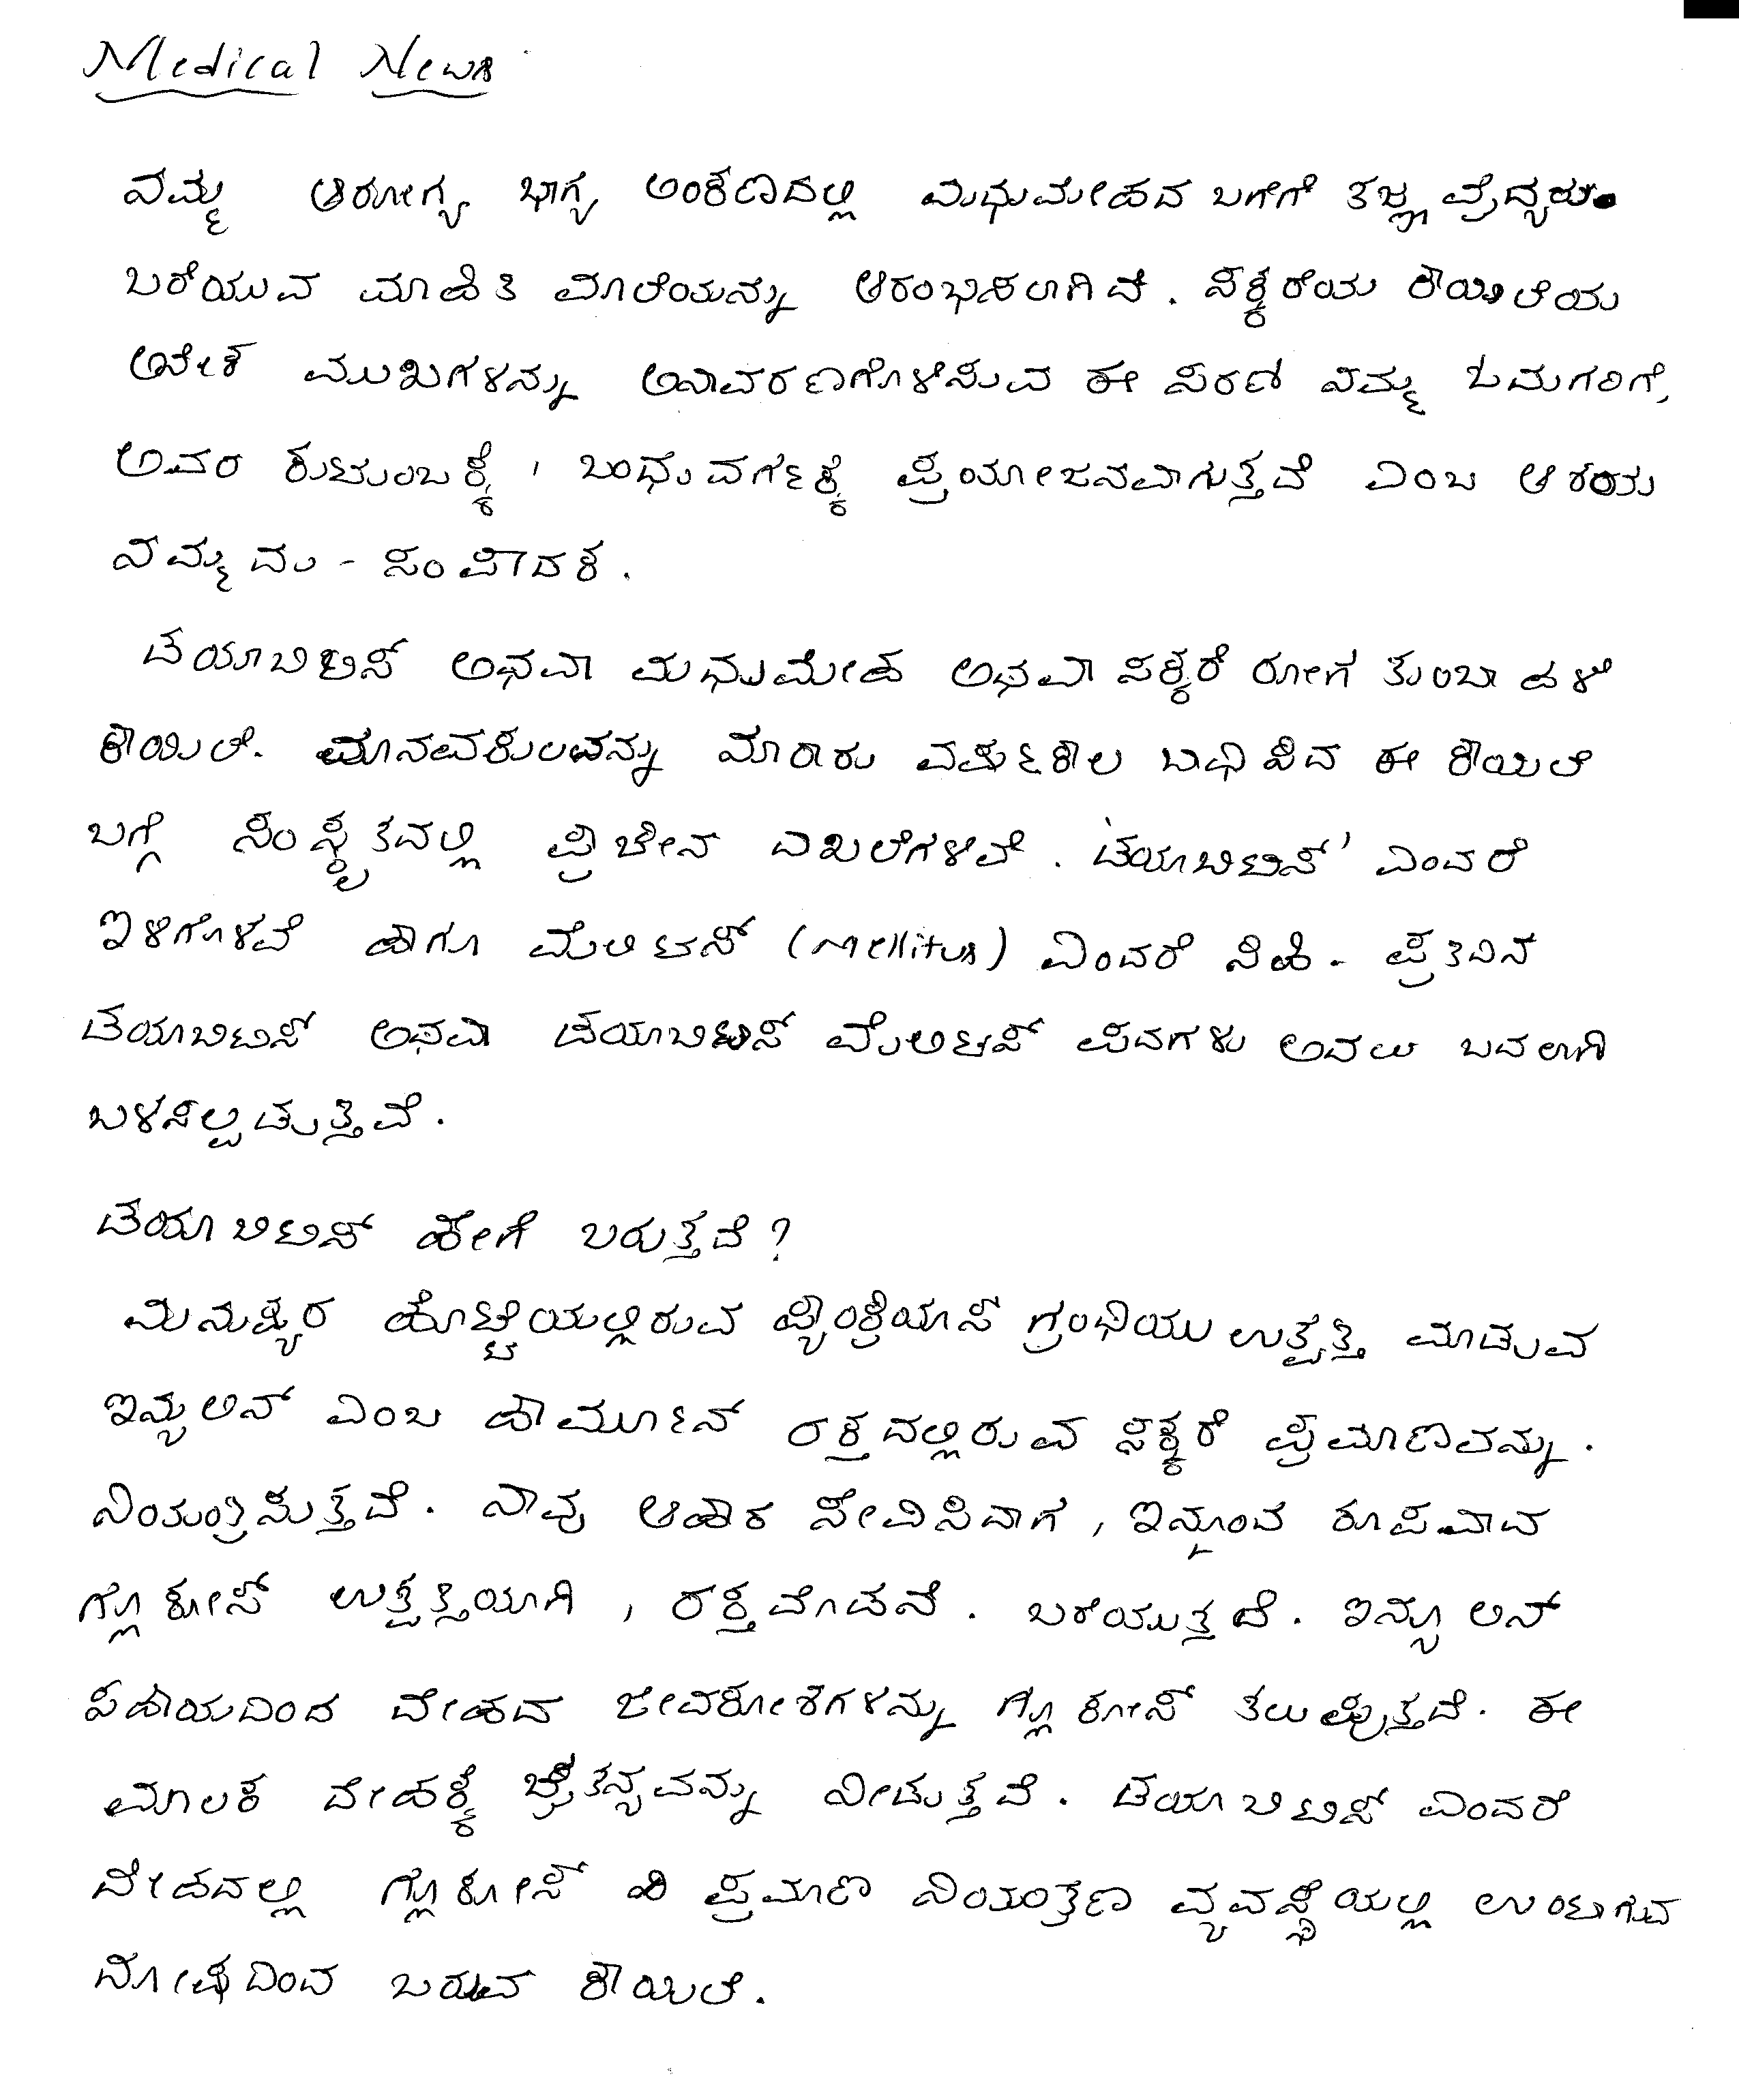 Medical News
ನಮ್ಮ ಆರೋಗ್ಯ ಭಾಗ್ಯ ಅಂಕಣದಲ್ಲಿ ಮಧುಮೇಹದ ಬಗೆಗೆ ತಜ್ಞ ವೈದ್ಯರು
ಬರೆಯುವ ಮಾಹಿತಿ ಮಾಲೆಯನ್ನು ಆರಂಭಿಸಲಾಗಿದೆ. ಸಕ್ಕರೆಯ ಕಾಯಿಲೆಯ
ಅನೇಕ ಮುಖಗಳನ್ನು ಅನಾವರಣಗೊಳಿಸುವ ಈ ಸರಣಿ ನಮ್ಮ ಓದುಗರಿಗೆ,
ಅವರ ಕುಟುಂಬಕ್ಕೆ, ಬಂಧುವರ್ಗಕ್ಕೆ ಪ್ರಯೋಜನವಾಗುತ್ತದೆ ಎಂಬ ಆಶಯ
ನಮ್ಮದು - ಸಂಪಾದಕ.
ಡಯಾಬಿಟಿಸ್ ಅಥವಾ ಮಧುಮೇಹ ಅಥವಾ ಸಕ್ಕರೆ ರೋಗ ತುಂಬಾ ಹಳೆ
ಕಾಯಿಲೆ. ಮಾನವಕುಲವನ್ನು ಮಾರಾರು ವರ್ಷಕಾಲ ಬಾಧಿಸಿದ ಈ ಕಾಯಿಲೆ
ಬಗ್ಗೆ ಸಂಸ್ಕೃತದಲ್ಲಿ ಪ್ರಾಚೀನ ದಾಖಲೆಗಳಿವೆ. 'ಡಯಾಬಿಟಿಸ್' ಎಂದರೆ
ಇಳಿಗೊಳವೆ ಹಾಗೂ ಮೆಲಿಟಸ್ (Mellitus) ಎಂದರೆ ಸಿಹಿ. ಪ್ರತಿದಿನ
ಡಯಾಬಿಟಿಸ್ ಅಥವಾ ಡಯಾಬಿಟಿಸ್ ಮೆಲಿಟಸ್ ಪದಗಳು ಅದಲು ಬದಲಾಗಿ
ಬಳಸಲ್ಪಡುತ್ತವೆ.
ಡಯಾಬಿಟಿಸ್ ಹೇಗೆ ಬರುತ್ತದೆ?
ಮನುಷ್ಯರ ಹೊಟ್ಟೆಯಲ್ಲಿರುವ ಪ್ಯಾಂಕ್ರಿಯಾಸ್ ಗ್ರಂಥಿಯು ಉತ್ಪತ್ತಿ ಮಾಡುವ
ಇನ್ಸುಲಿನ್ ಎಂಬ ಹಾರ್ಮೋನ್ ರಕ್ತದಲ್ಲಿರುವ ಸಕ್ಕರೆ ಪ್ರಮಾಣವನ್ನು.
ನಿಯಂತ್ರಿಸುತ್ತದೆ. ನಾವು ಆಹಾರ ಸೇವಿಸಿದಾಗ, ಇನ್ನೊಂದ ರೂಪವಾದ
ಗ್ಲೂಕೋಸ್ ಉತ್ಪತ್ತಿಯಾಗಿ, ರಕ್ತದೊಡನೆ. ಬರೆಯುತ್ತದೆ. ಇನ್ಸೂಲಿನ್
ಸಹಾಯದಿಂದ ದೇಹದ ಜೀವಕೋಶಗಳನ್ನು ಗ್ಲೂಕೋಸ್ ತಲುಪುತ್ತದೆ. ಈ
ಮೂಲಕ ದೇಹಕ್ಕೆ ಚೈತನ್ಯವನ್ನು ನೀಡುತ್ತದೆ. ಡಯಾಬಿಟಿಸ್ ಎಂದರೆ
ದೇಹದಲ್ಲಿ ಗ್ಲೂಕೋಸ್ ಪ್ರಮಾಣ ನಿಯಂತ್ರಣ ವ್ಯವಸ್ಥೆಯಲ್ಲಿ ಉಂಟಾಗುವ
ದೋಷದಿಂದ ಬರುವ ಕಾಯಿಲೆ.